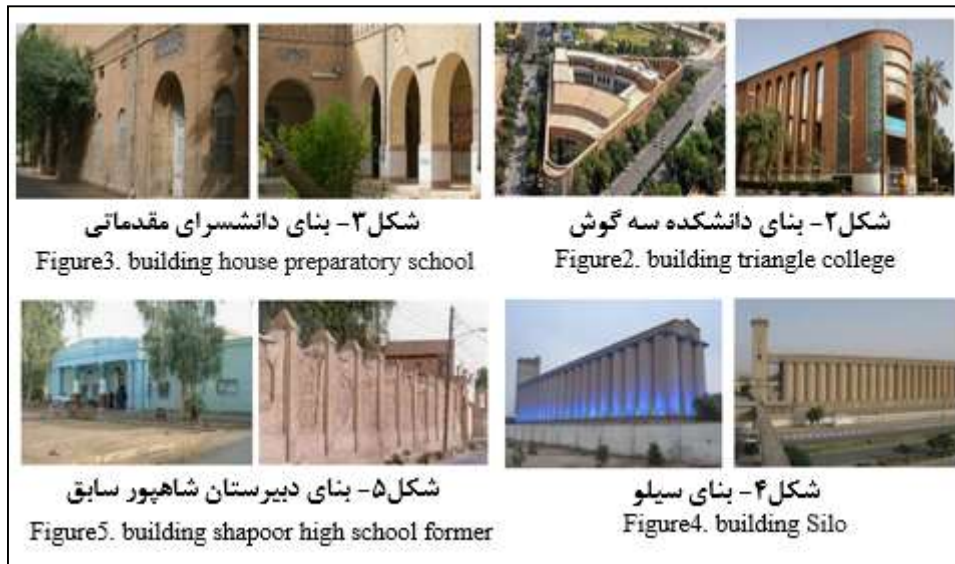 شکل۲- بنای دانشکده سه گوش
Figure2. building triangle college
شکل۳- بنای دانشسرای مقدماتی
Figure3. building house preparatory school
شکل۴- بنای سیلو
Figure4. building Silo
شکل۵- بنای دبیرستان شاهپور سابق
Figure5. building shapoor high school former